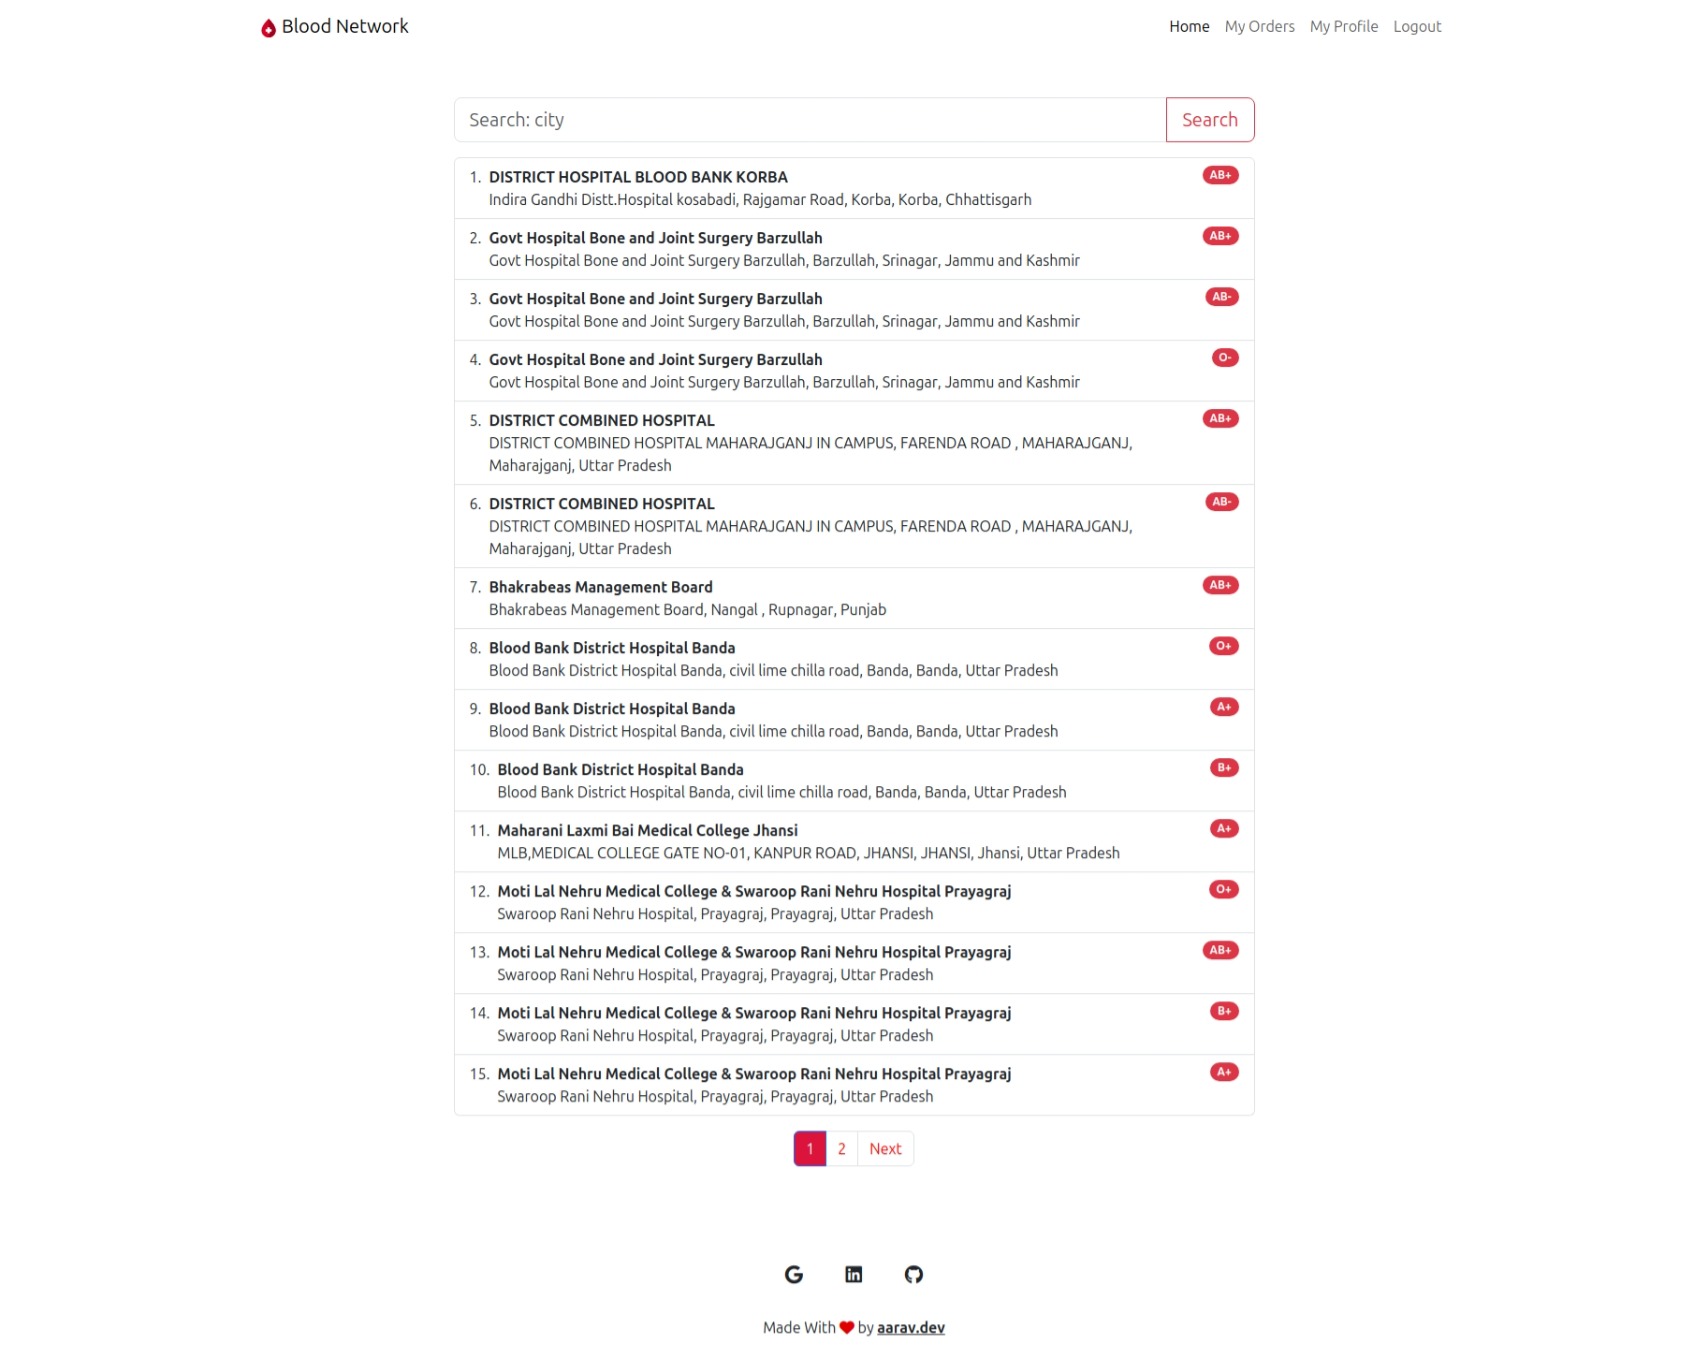 Blood Network
Home My Orders My Profile Logout
Search: city Search
1. DISTRICT HOSPITAL BLOOD BANK KORBA AB+
Indira Gandhi Distt.Hospital kosabadi, Rajgamar Road, Korba, Korba, Chhattisgarh
2. Govt Hospital Bone and Joint Surgery Barzullah AB+
Govt Hospital Bone and Joint Surgery Barzullah, Barzullah, Srinagar, Jammu and Kashmir
3. Govt Hospital Bone and Joint Surgery Barzullah AB-
Govt Hospital Bone and Joint Surgery Barzullah, Barzullah, Srinagar, Jammu and Kashmir
4. Govt Hospital Bone and Joint Surgery Barzullah O-
Govt Hospital Bone and Joint Surgery Barzullah, Barzullah, Srinagar, Jammu and Kashmir
5. DISTRICT COMBINED HOSPITAL AB+
DISTRICT COMBINED HOSPITAL MAHARAJGANJ IN CAMPUS, FARENDA ROAD , MAHARAJGANJ,
Maharajganj, Uttar Pradesh
6. DISTRICT COMBINED HOSPITAL AB-
DISTRICT COMBINED HOSPITAL MAHARAJGANJ IN CAMPUS, FARENDA ROAD , MAHARAJGANJ,
Maharajganj, Uttar Pradesh
7. Bhakrabeas Management Board AB+
Bhakrabeas Management Board, Nangal , Rupnagar, Punjab
8. Blood Bank District Hospital Banda O+
Blood Bank District Hospital Banda, civil lime chilla road, Banda, Banda, Uttar Pradesh
9. Blood Bank District Hospital Banda A+
Blood Bank District Hospital Banda, civil lime chilla road, Banda, Banda, Uttar Pradesh
10. Blood Bank District Hospital Banda B+
Blood Bank District Hospital Banda, civil lime chilla road, Banda, Banda, Uttar Pradesh
11. Maharani Laxmi Bai Medical College Jhansi A+
MLB,MEDICAL COLLEGE GATE NO-01, KANPUR ROAD, JHANSI, JHANSI, Jhansi, Uttar Pradesh
12. Moti Lal Nehru Medical College & Swaroop Rani Nehru Hospital Prayagraj O+
Swaroop Rani Nehru Hospital, Prayagraj, Prayagraj, Uttar Pradesh
13. Moti Lal Nehru Medical College & Swaroop Rani Nehru Hospital Prayagraj AB+
Swaroop Rani Nehru Hospital, Prayagraj, Prayagraj, Uttar Pradesh
14. Moti Lal Nehru Medical College & Swaroop Rani Nehru Hospital Prayagraj B+
Swaroop Rani Nehru Hospital, Prayagraj, Prayagraj, Uttar Pradesh
15. Moti Lal Nehru Medical College & Swaroop Rani Nehru Hospital Prayagraj A+
Swaroop Rani Nehru Hospital, Prayagraj, Prayagraj, Uttar Pradesh
1 2 Next
Made With ❤ by aarav.dev